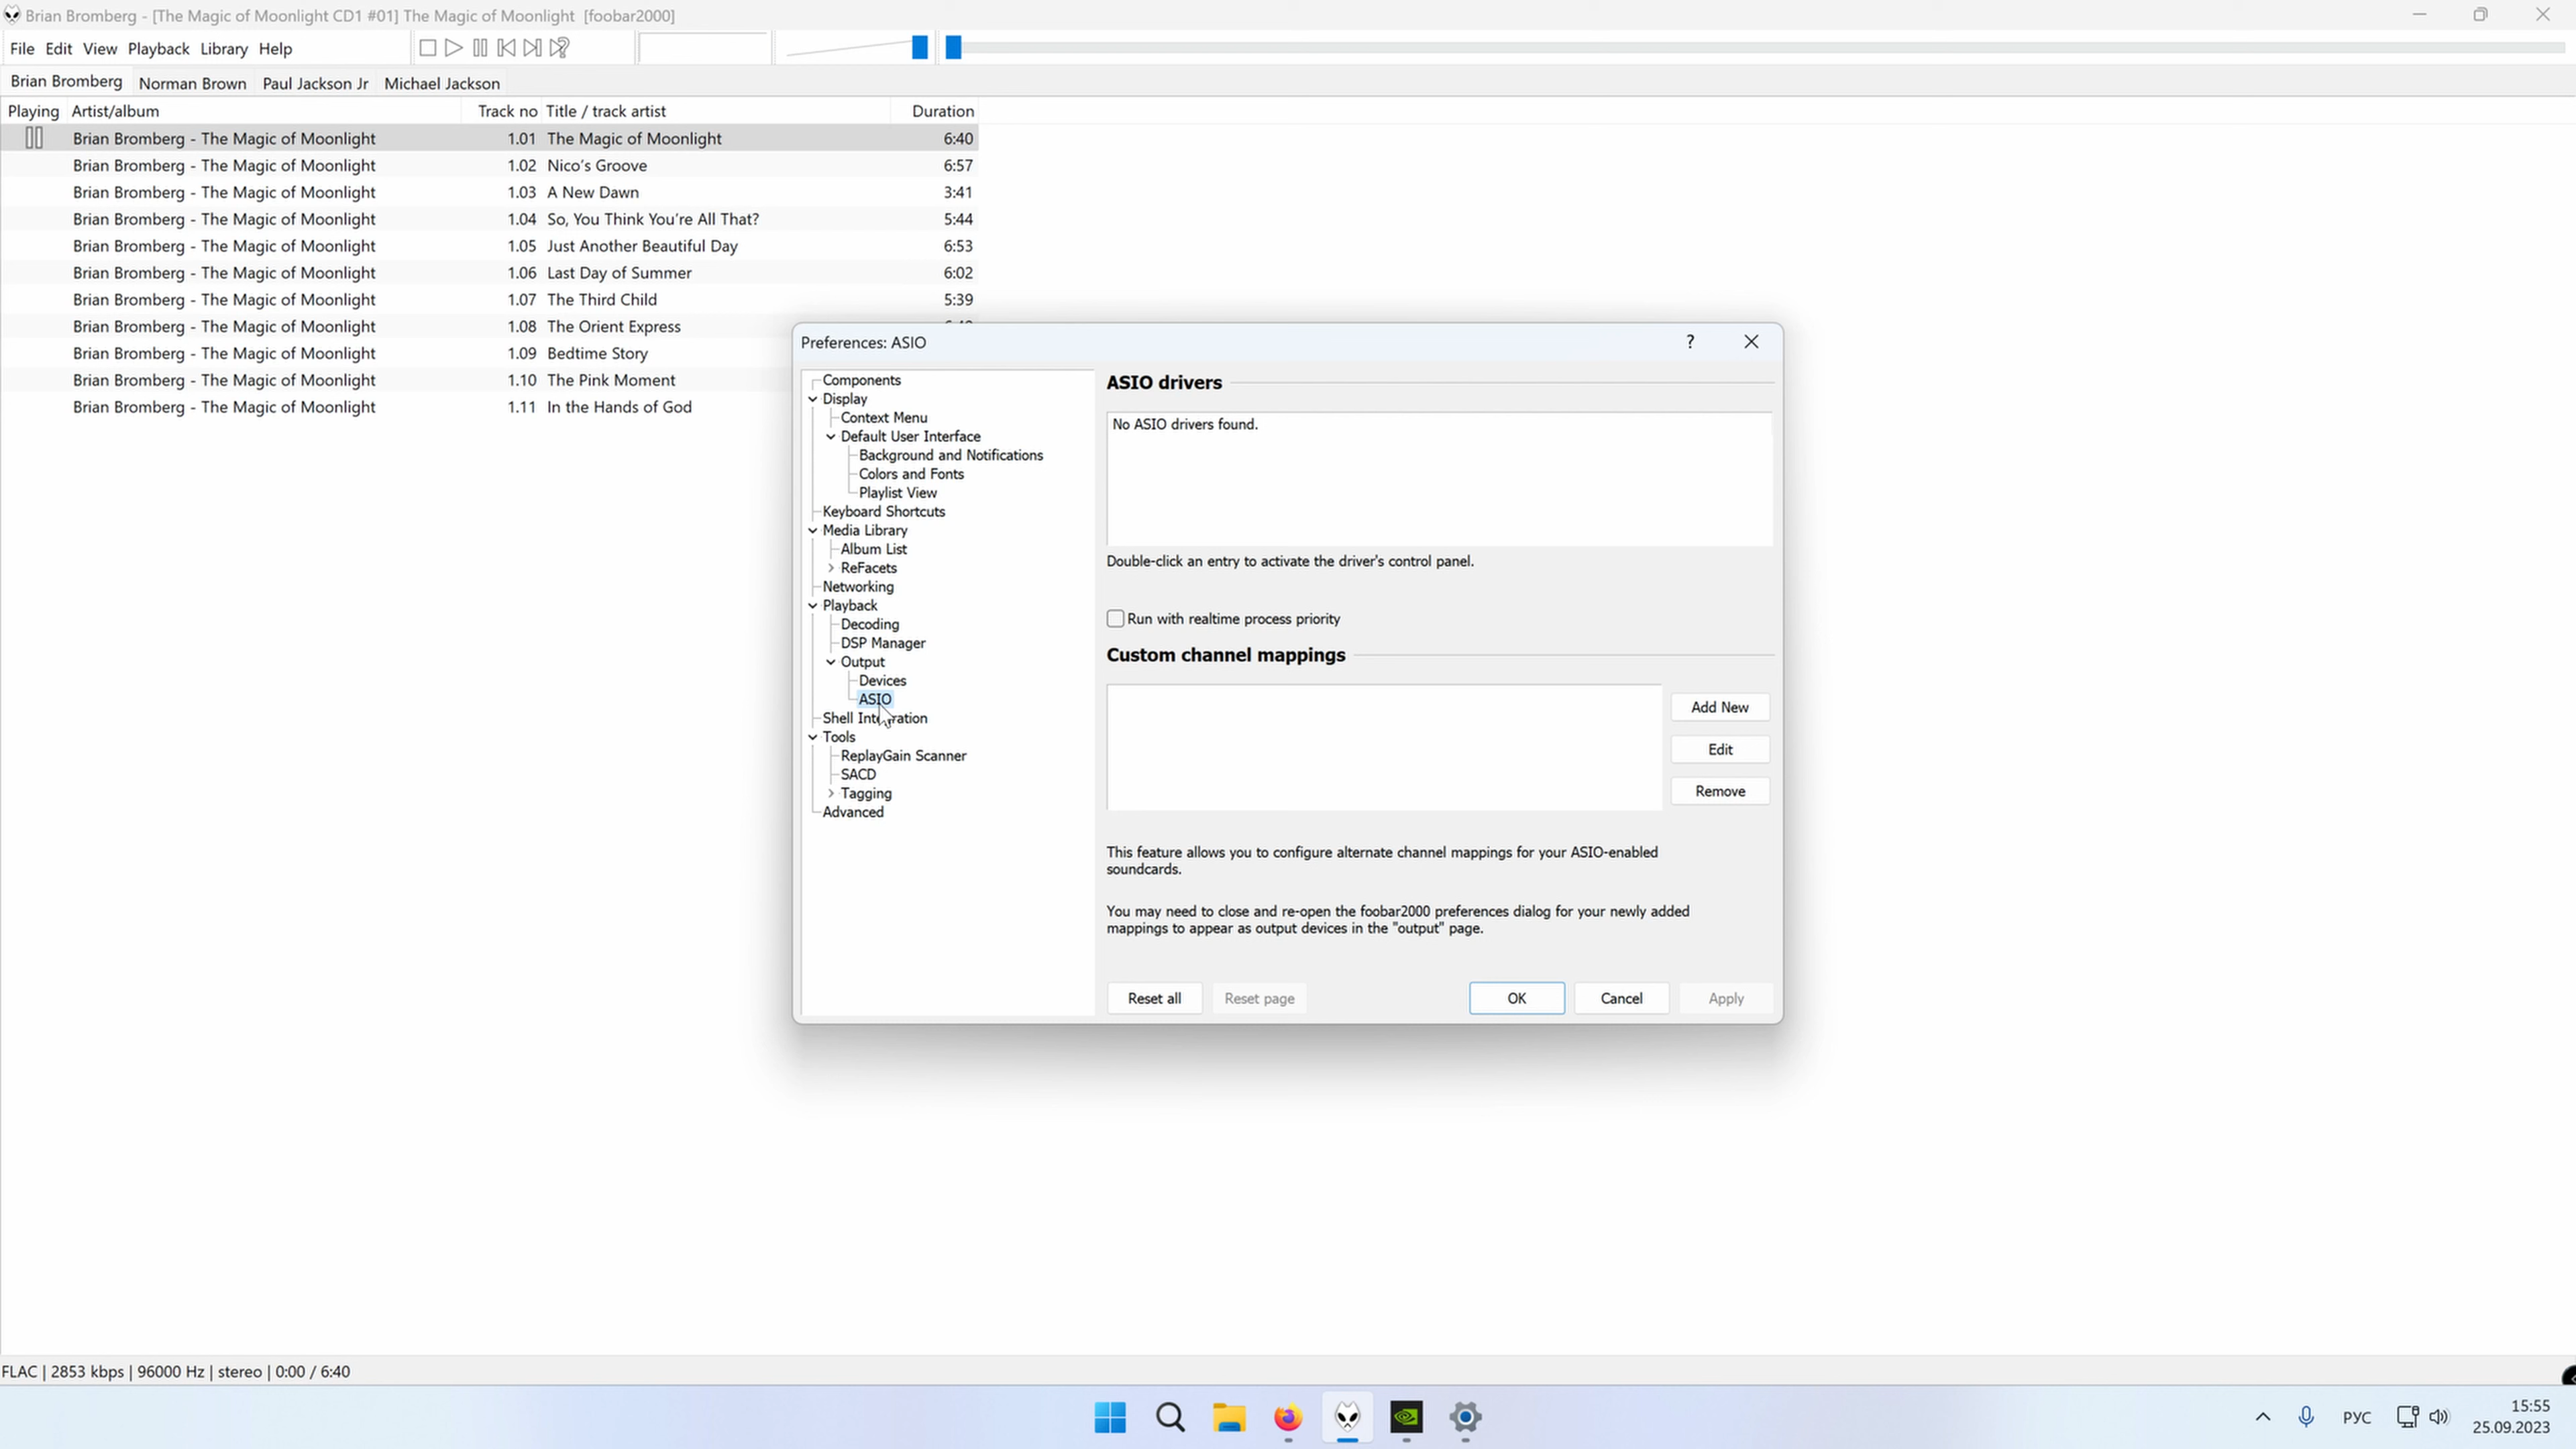 Brian Bromberg - [The Magic of Moonlight CD1 #01] The Magic of Moonlight [foobar2000]
File Edit View Playback Library Help
Brian Bromberg Norman Brown Paul Jackson Jr Michael Jackson
Playing Artist/album Track no Title / track artist Duration
Brian Bromberg - The Magic of Moonlight 1.01 The Magic of Moonlight 6:40
Brian Bromberg - The Magic of Moonlight 1.02 Nico's Groove 6:57
Brian Bromberg - The Magic of Moonlight 1.03 A New Dawn 3:41
Brian Bromberg - The Magic of Moonlight 1.04 So, You Think You're All That? 5:44
Brian Bromberg - The Magic of Moonlight 1.05 Just Another Beautiful Day 6:53
Brian Bromberg - The Magic of Moonlight 1.06 Last Day of Summer 6:02
Brian Bromberg - The Magic of Moonlight 1.07 The Third Child 5:39
Brian Bromberg - The Magic of Moonlight 1.08 The Orient Express
Brian Bromberg - The Magic of Moonlight 1.09 Bedtime Story
Brian Bromberg - The Magic of Moonlight 1.10 The Pink Moment
Brian Bromberg - The Magic of Moonlight 1.11 In the Hands of God
Preferences: ASIO ?
Components
Display
Context Menu
Default User Interface
Background and Notifications
Colors and Fonts
Playlist View
Keyboard Shortcuts
Media Library
Album List
ReFacets
Networking
Playback
Decoding
DSP Manager
Output
Devices
ASIO
Shell
Tools
ReplayGain Scanner
SACD
Tagging
Advanced
ASIO drivers
No ASIO drivers found.
Double-click an entry to activate the driver's control panel.
Run with realtime process priority
Custom channel mappings
Add New
Edit
Remove
This feature allows you to configure alternate channel mappings for your ASIO-enabled
soundcards.
You may need to close and re-open the foobar2000 preferences dialog for your newly added
mappings to appear as output devices in the "output" page.
Reset all Reset page OK Cancel Apply
FLAC | 2853 kbps | 96000 Hz | stereo | 0:00 / 6:40
РУС
15:55
25.09.2023